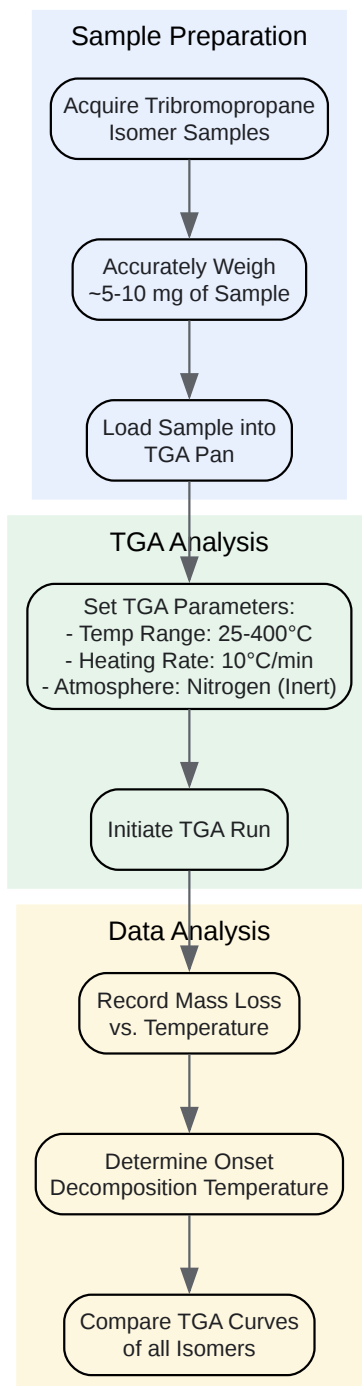 Sample Preparation
Acquire Tribromopropane
Isomer Samples
Accurately Weigh
~5-10 mg of Sample
Load Sample into
TGA Pan
TGA Analysis
Set TGA Parameters:
- Temp Range: 25-400°C
- Heating Rate: 10°C/min
- Atmosphere: Nitrogen (Inert)
Initiate TGA Run
Data Analysis
Record Mass Loss
vs. Temperature
Determine Onset
Decomposition Temperature
Compare TGA Curves
of all Isomers